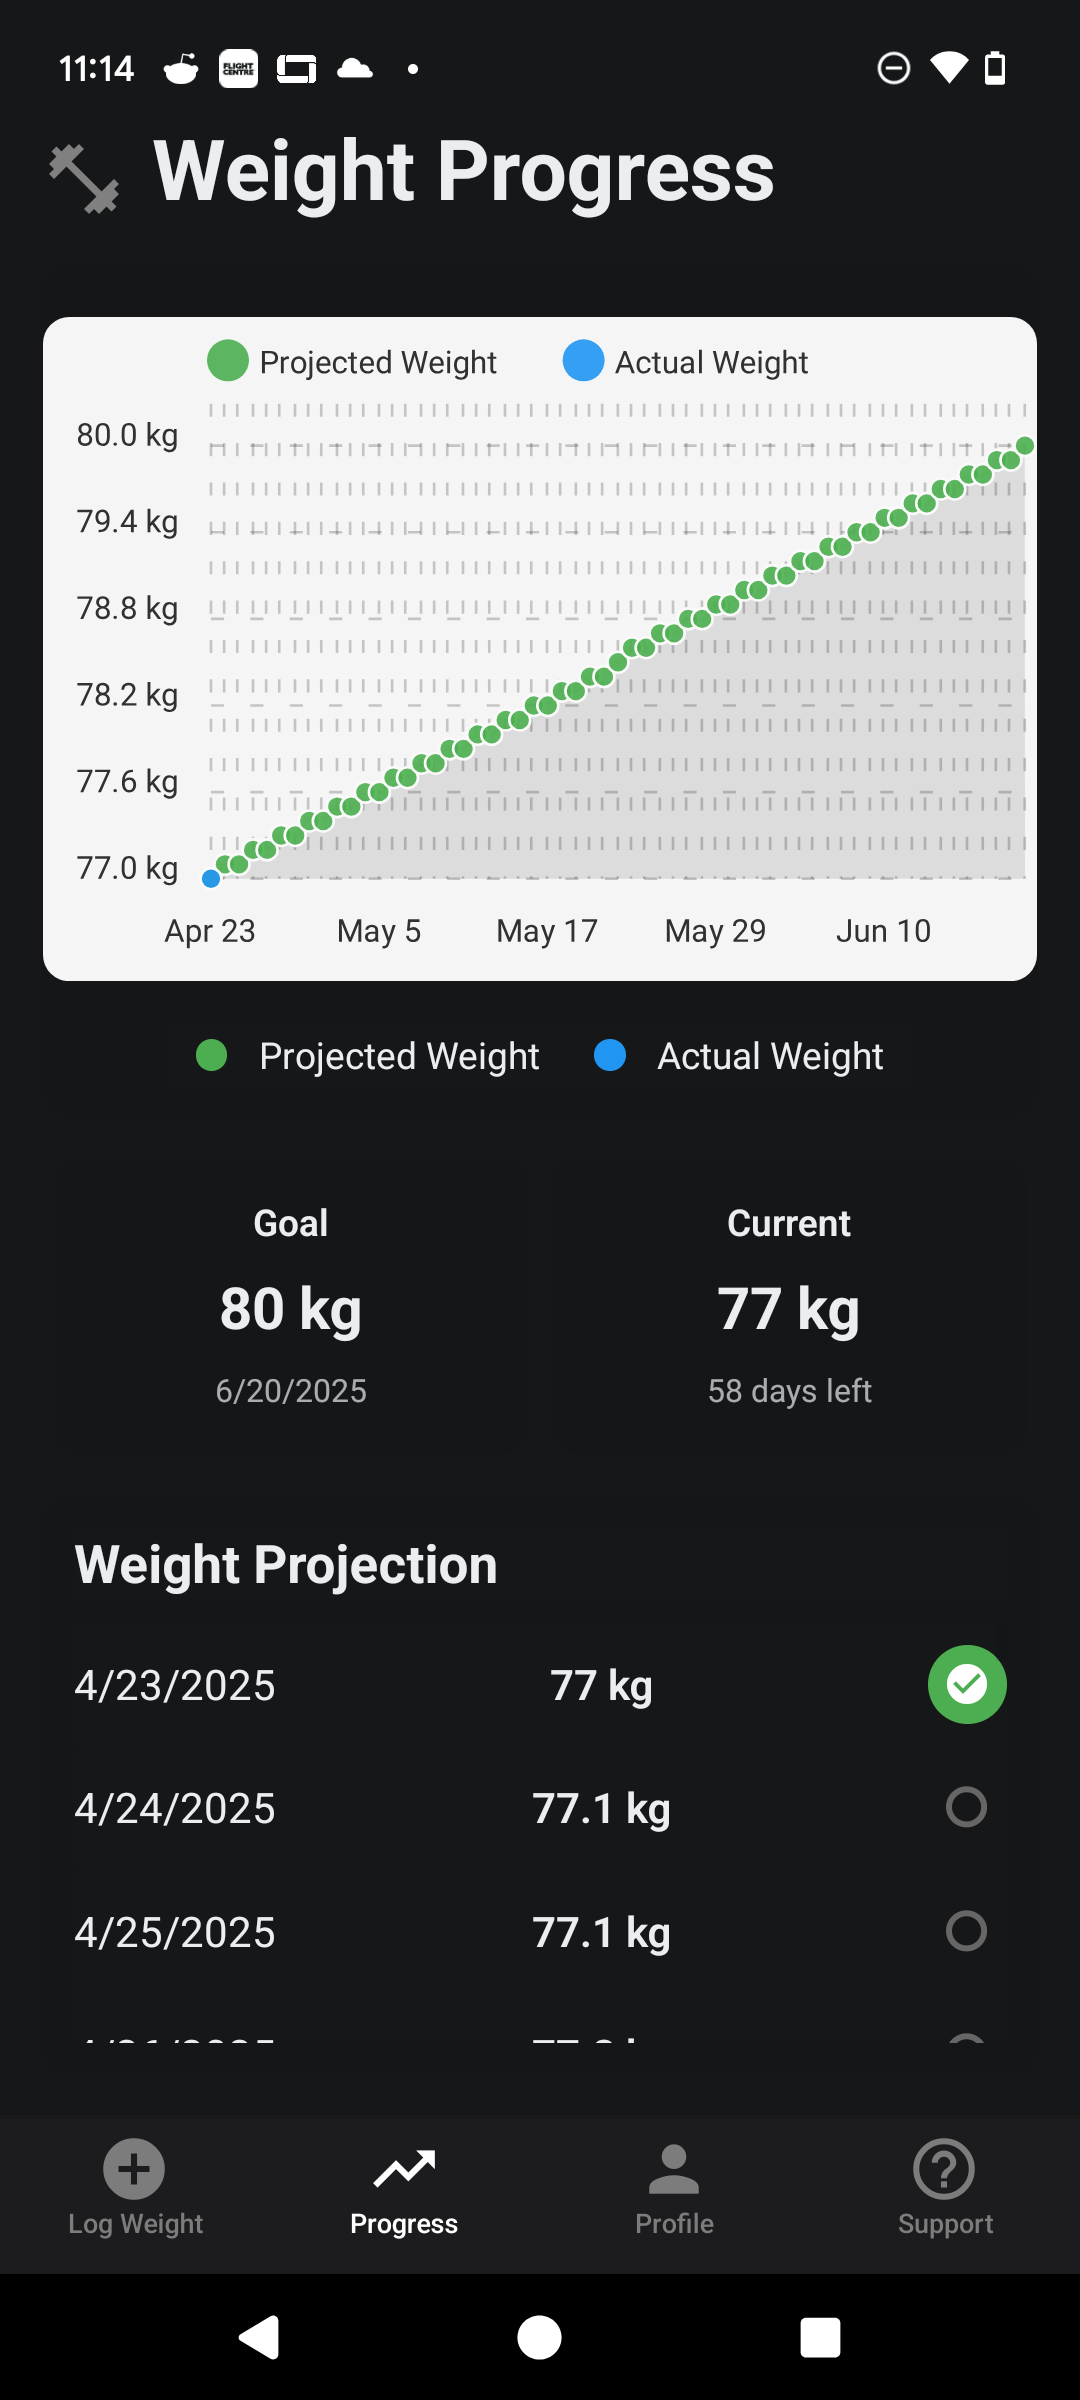 11:14
FLIGHT CENTRE
Weight Progress
Projected Weight Actual Weight
80.0 kg
79.4 kg
78.8 kg
78.2 kg
77.6 kg
77.0 kg
Apr 23 May 5 May 17 May 29 Jun 10
Projected Weight Actual Weight
Goal Current
80 kg 77 kg
6/20/2025 58 days left
Weight Projection
4/23/2025 77 kg
4/24/2025 77.1 kg
4/25/2025 77.1 kg
Log Weight Progress Profile Support